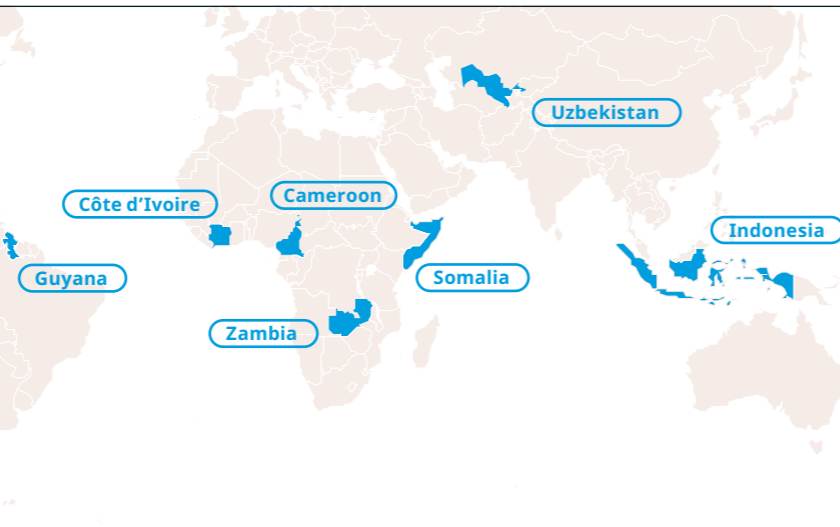 Uzbekistan
Cameroon
Côte d’Ivoire
Indonesia
Guyana
Somalia
Zambia